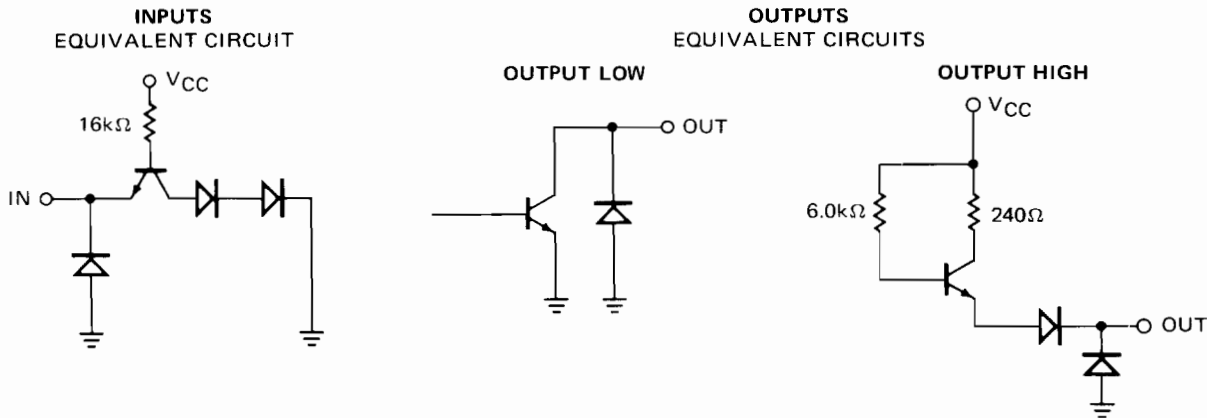 INPUTS
EQUIVALENT CIRCUIT
VCC
16kΩ
IN
OUTPUTS
EQUIVALENT CIRCUITS
OUTPUT LOW
OUT
OUTPUT HIGH
VCC
6.0kΩ
240Ω
OUT